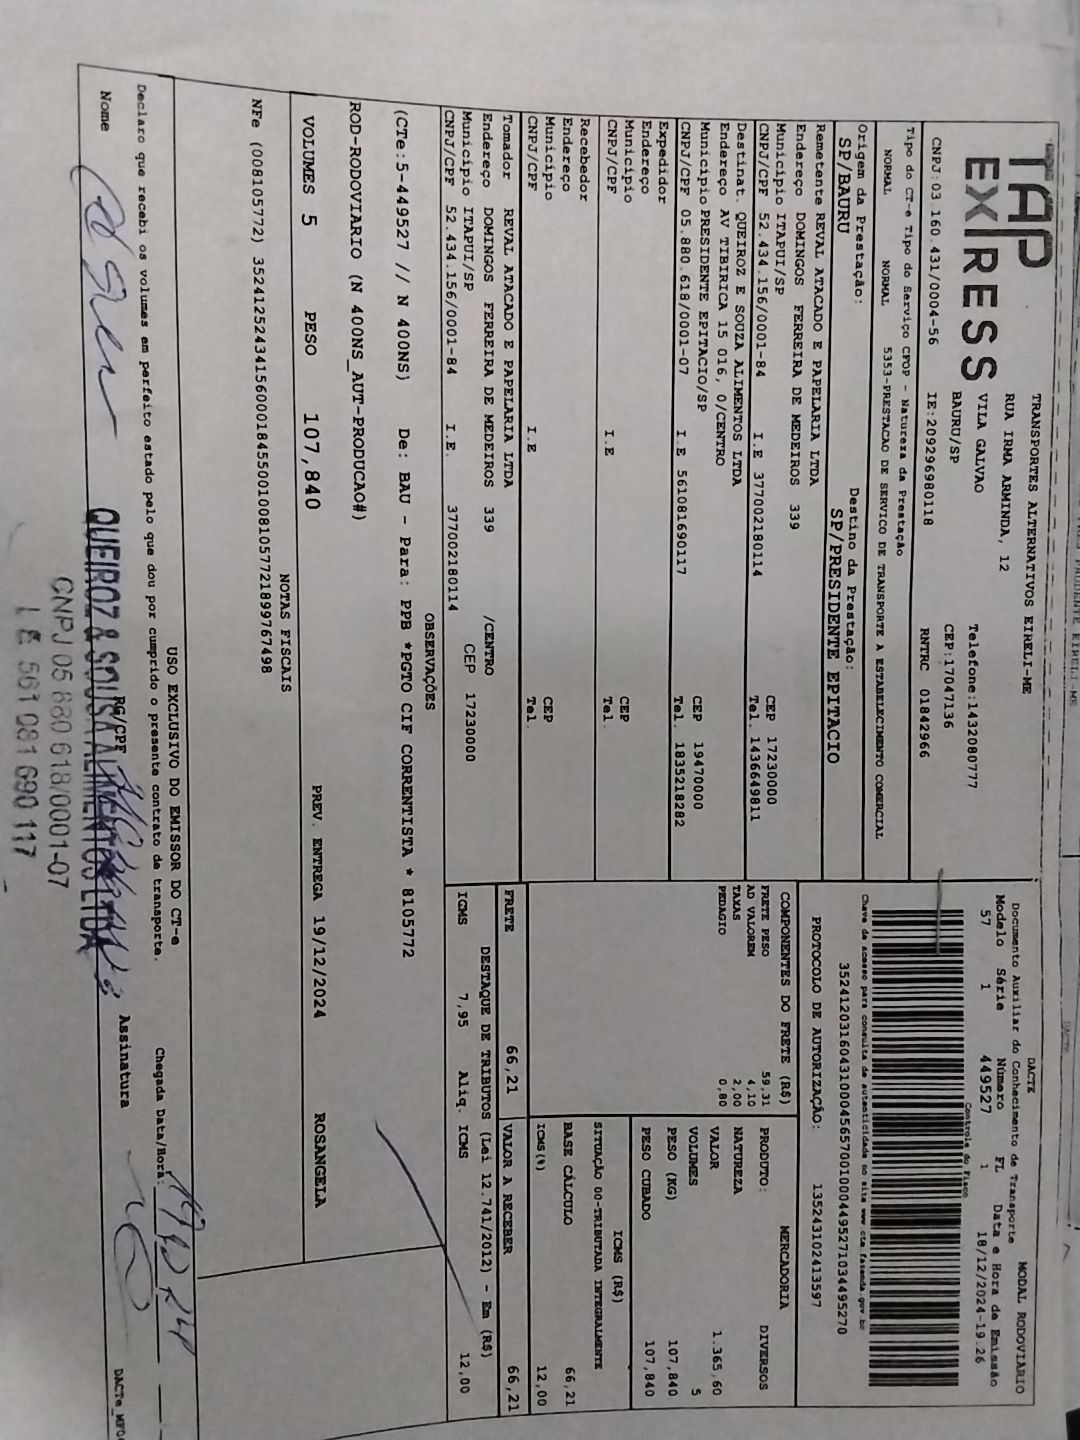 TAP
EXPRESS
TRANSPORTES ALTERNATIVOS EIRELI-ME
RUA IRMA ARMINDA, 12
VILA GALVAO
BAURU/SP
Telefone:1432080777
CEP:17047136
CNPJ:03.160.431/0004-56 IE:209296980118 RNTRC 01842966
Tipo do CT-e Tipo do Serviço CFOP - Natureza da Prestação
NORMAL NORMAL 5353-PRESTACAO DE SERVICO DE TRANSPORTE A ESTABELECIMENTO COMERCIAL
Origem da Prestação: Destino da Prestação:
SP/BAURU SP/PRESIDENTE EPITACIO
Remetente REVAL ATACADO E PAPELARIA LTDA
Endereço DOMINGOS FERREIRA DE MEDEIROS 339
Município ITAPUI/SP CEP 17230000
CNPJ/CPF 52.434.156/0001-84 I.E 377002180114 Tel. 1436649811
Destinat. QUEIROZ E SOUZA ALIMENTOS LTDA
Endereço AV TIBIRICA 15 016, 0/CENTRO
Município PRESIDENTE EPITACIO/SP CEP 19470000
CNPJ/CPF 05.880.618/0001-07 I.E 561081690117 Tel. 1835218282
Expedidor
Endereço
Município CEP
CNPJ/CPF I.E Tel.
Recebedor
Endereço
Município CEP
CNPJ/CPF I.E Tel.
Tomador REVAL ATACADO E PAPELARIA LTDA
Endereço DOMINGOS FERREIRA DE MEDEIROS 339 /CENTRO
Município ITAPUI/SP CEP 17230000
CNPJ/CPF 52.434.156/0001-84 I.E. 377002180114
DACTE
Documento Auxiliar do Conhecimento de Transporte
MODAL RODOVIÁRIO
Modelo Série Número FL Data e Hora de Emissão
57 1 449527 1 18/12/2024-19:26
Controle do Fisco
Chave de acesso para consulta de autenticidade no site www.cte.fazenda.gov.br
35241203160431000456570010004495271034495270
PROTOCOLO DE AUTORIZAÇÃO: 135243102413597
COMPONENTES DO FRETE (R$)
FRETE PESO 59,31
AD VALOREM 4,10
TAXAS 2,00
PEDAGIO 0,80
MERCADORIA
PRODUTO: DIVERSOS
NATUREZA
VALOR 1.365,60
VOLUMES 5
PESO (KG) 107,840
PESO CUBADO 107,840
ICMS (R$)
SITUAÇÃO 00-TRIBUTADA INTEGRALMENTE
BASE CÁLCULO 66,21
ICMS(%) 12,00
FRETE 66,21 VALOR A RECEBER 66,21
DESTAQUE DE TRIBUTOS (Lei 12.741/2012) - Em (R$)
ICMS 7,95 Aliq. ICMS 12,00
OBSERVAÇÕES
(CTe:5-449527 // N 400NS) De: BAU - Para: PPB *PGTO CIF CORRENTISTA * 8105772
ROD-RODOVIARIO (N 400NS_AUT-PRODUCAO#)
VOLUMES 5 PESO 107,840 PREV. ENTREGA 19/12/2024 ROSANGELA
NOTAS FISCAIS
NFe (008105772) 35241252434156000184550010081057721899767498
USO EXCLUSIVO DO EMISSOR DO CT-e
Declaro que recebi os volumes em perfeito estado pelo que dou por cumprido o presente contrato de transporte.
Chegada Data/Hora:
Nome RG/CPF Assinatura
QUEIROZ & SOUSA ALIMENTOS LTDA
CNPJ 05 880 618/0001-07
I E 561 081 690 117